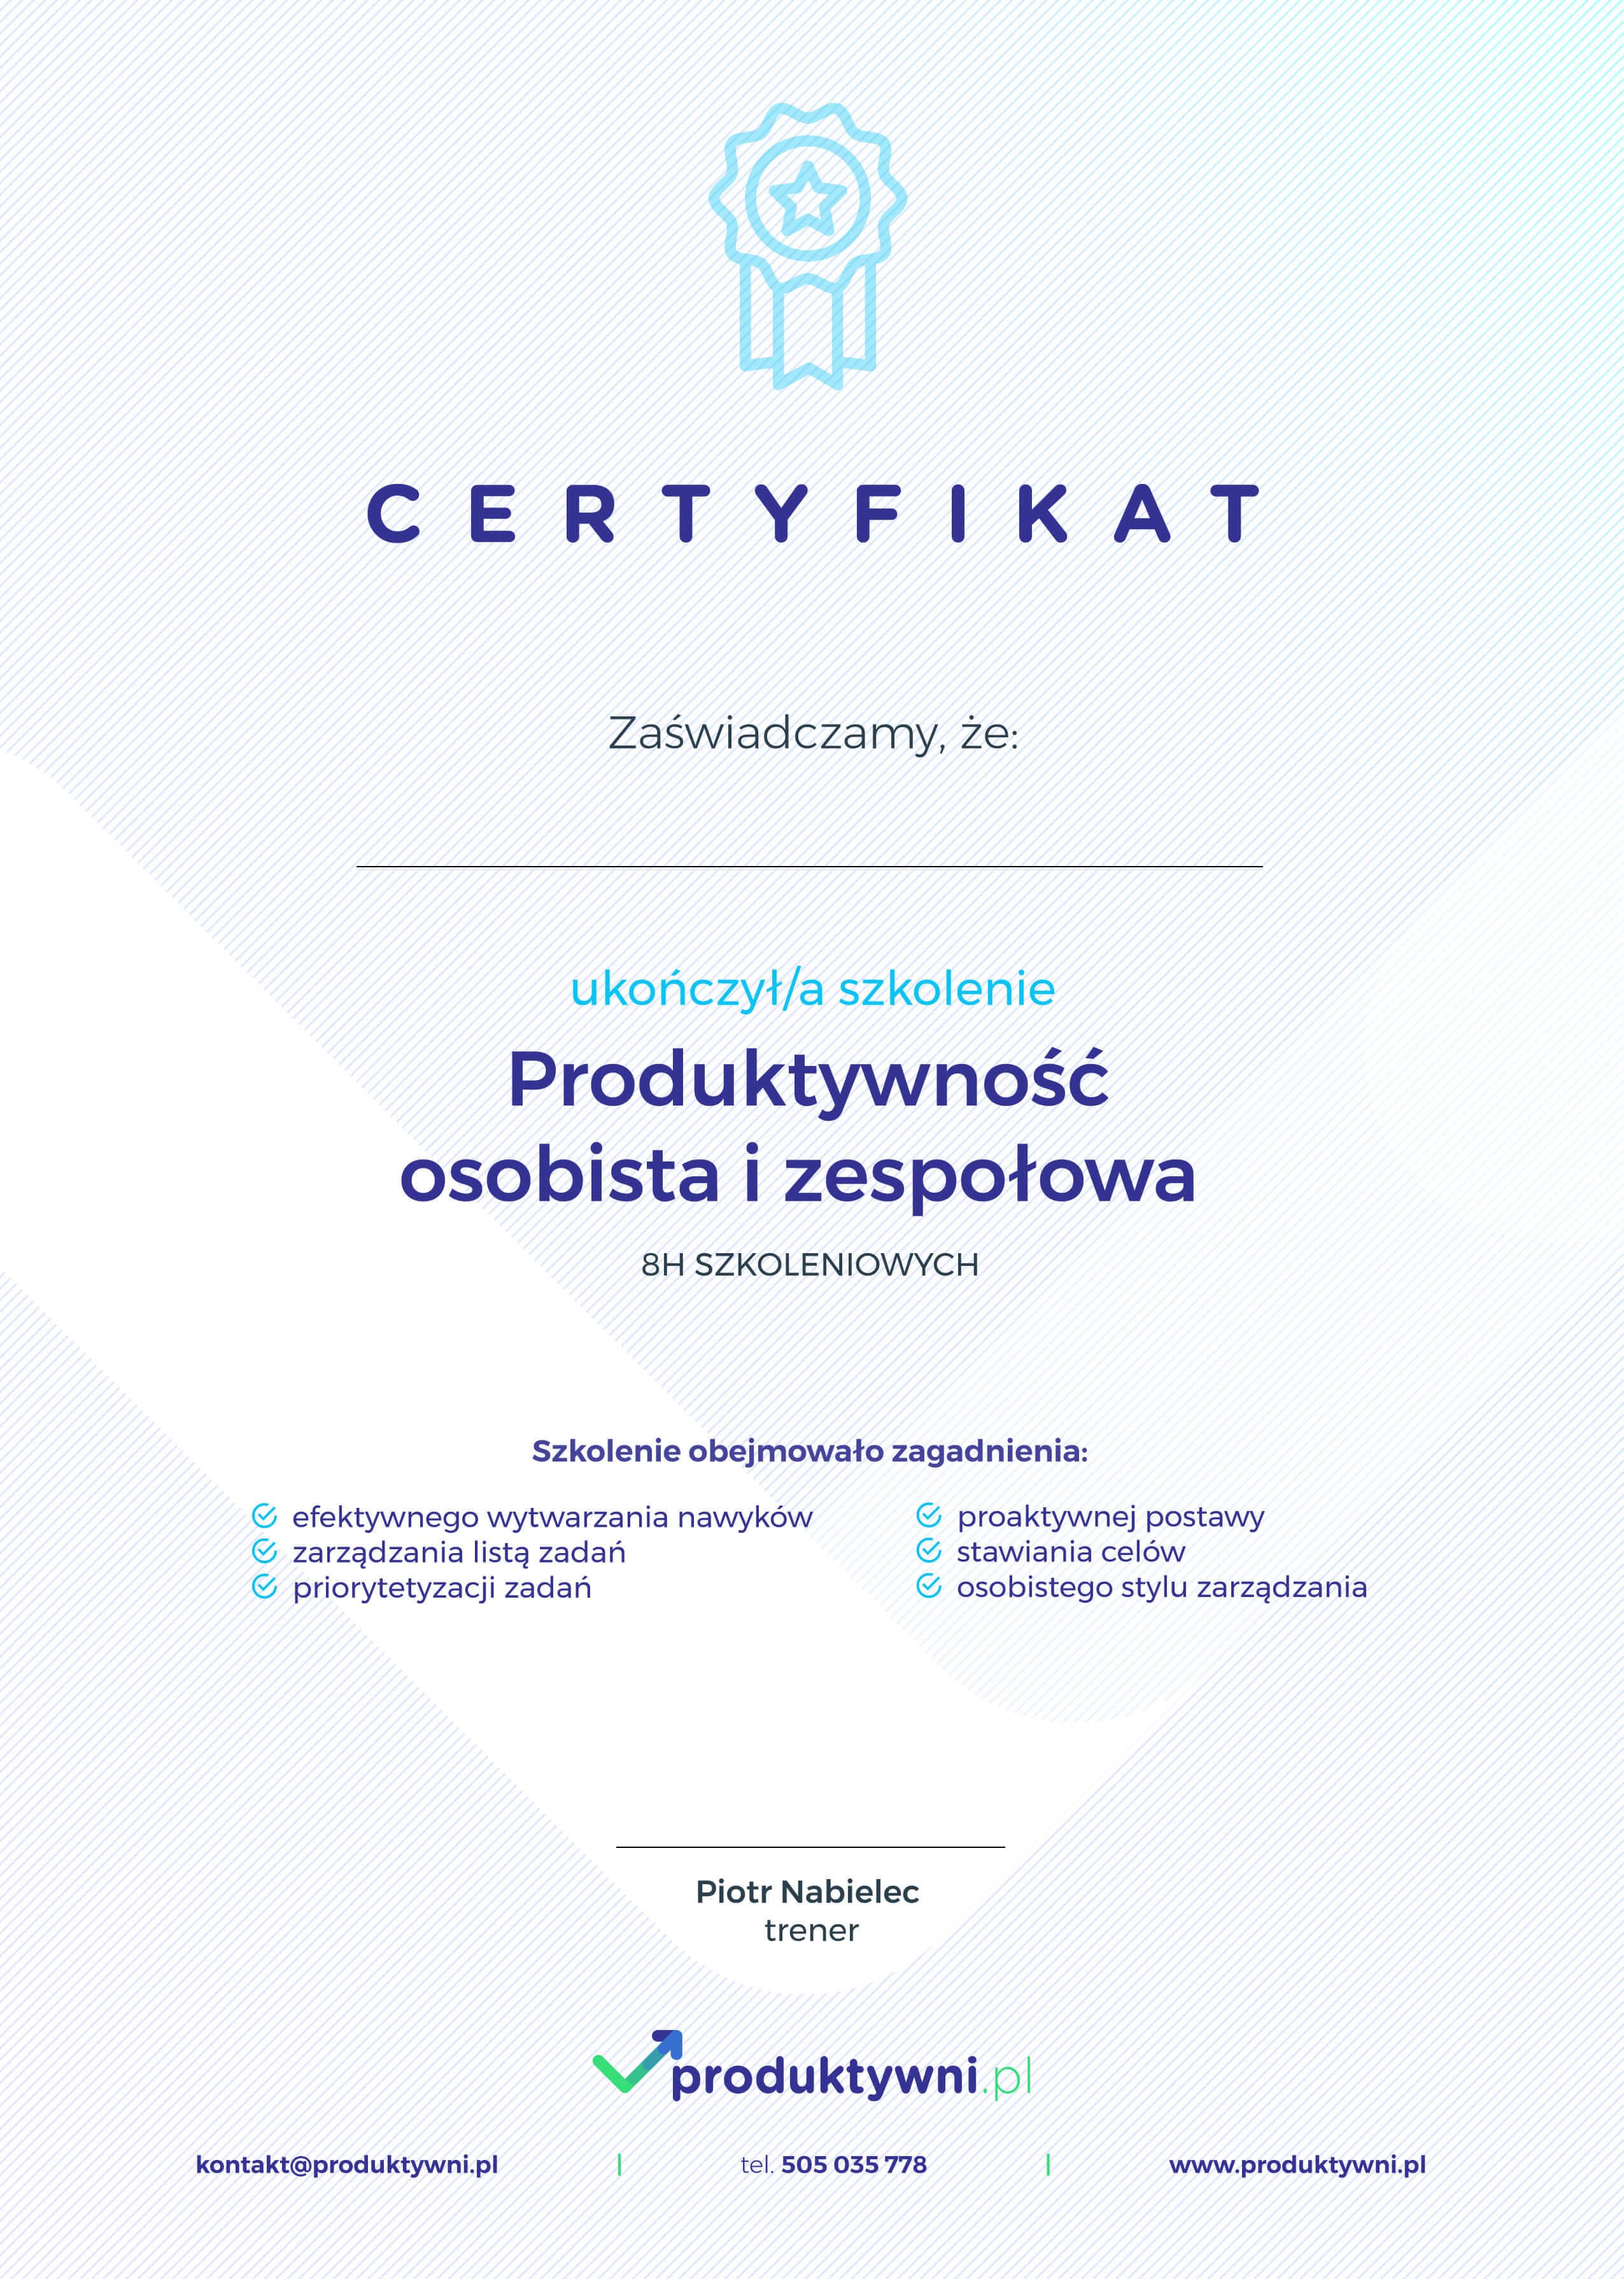 CERTYFIKAT
Zaświadczamy, że:
ukończył/a szkolenie
Produktywność
osobista i zespołowa
8H SZKOLENIOWYCH
Szkolenie obejmowało zagadnienia:
efektywnego wytwarzania nawyków
zarządzania listą zadań
priorytetyzacji zadań
proaktywnej postawy
stawiania celów
osobistego stylu zarządzania
Piotr Nabielec
trener
produktywni.pl
kontakt@produktywni.pl | tel. 505 035 778 | www.produktywni.pl